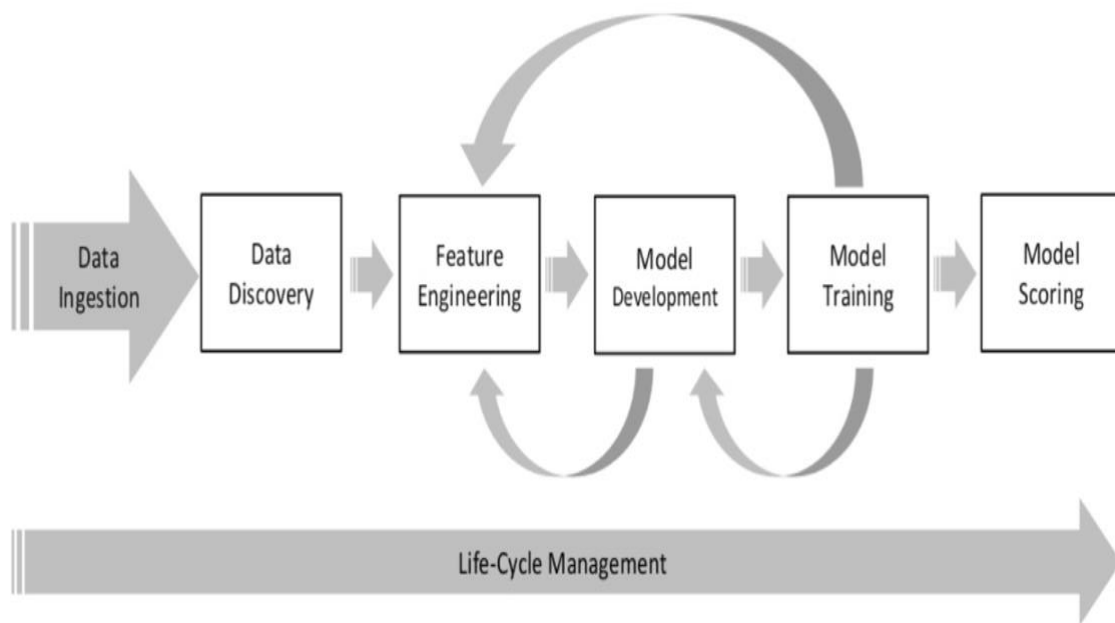 Data
Ingestion
Data
Discovery
Feature
Engineering
Model
Development
Model
Training
Model
Scoring
Life-Cycle Management